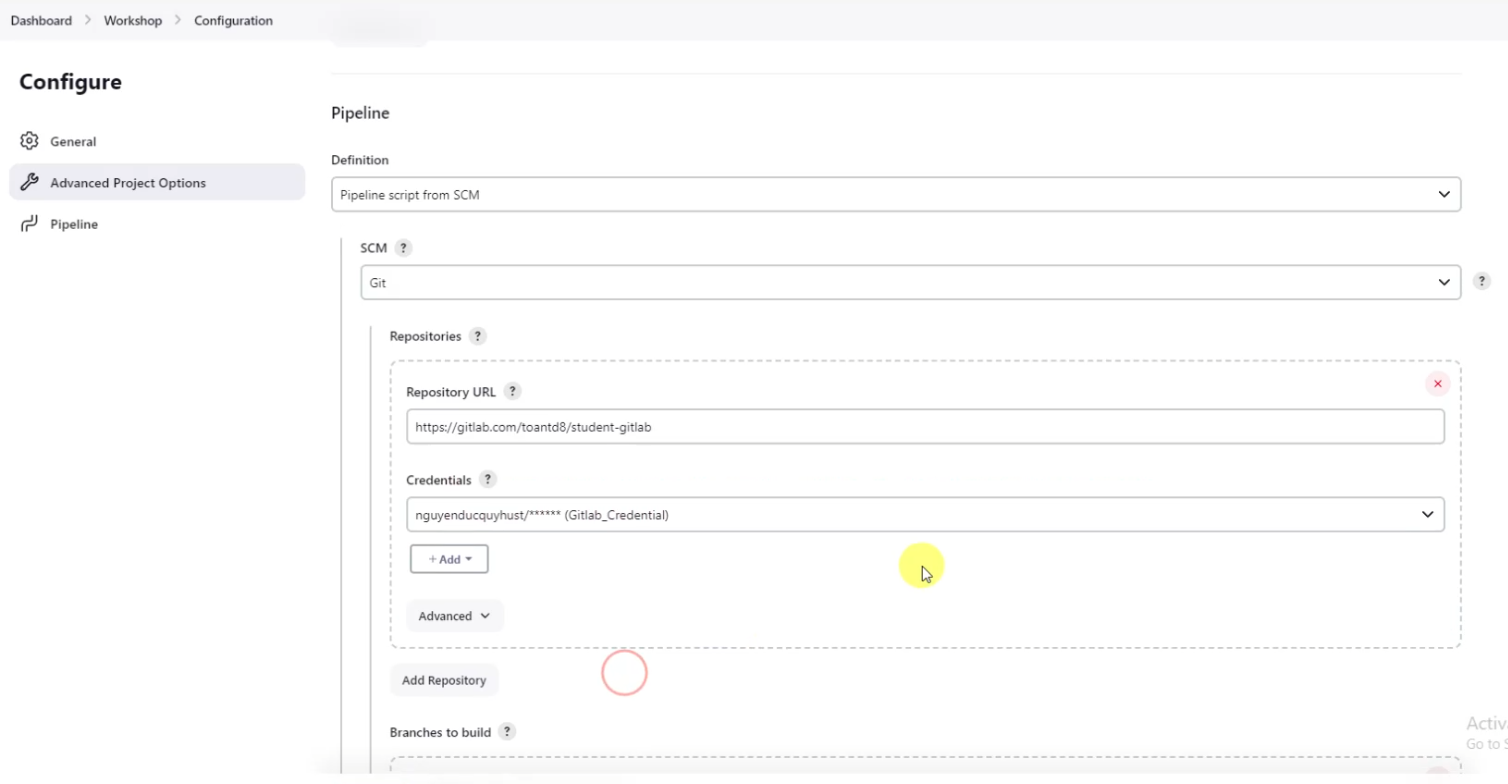 Dashboard > Workshop > Configuration
Configure
General
Advanced Project Options
Pipeline
Pipeline
Definition
Pipeline script from SCM
SCM ?
Git
?
Repositories ?
Repository URL ?
https://gitlab.com/toantd8/student-gitlab
Credentials ?
nguyenducquyhust/****** (Gitlab_Credential)
+ Add
Advanced
Add Repository
Branches to build ?
Go to